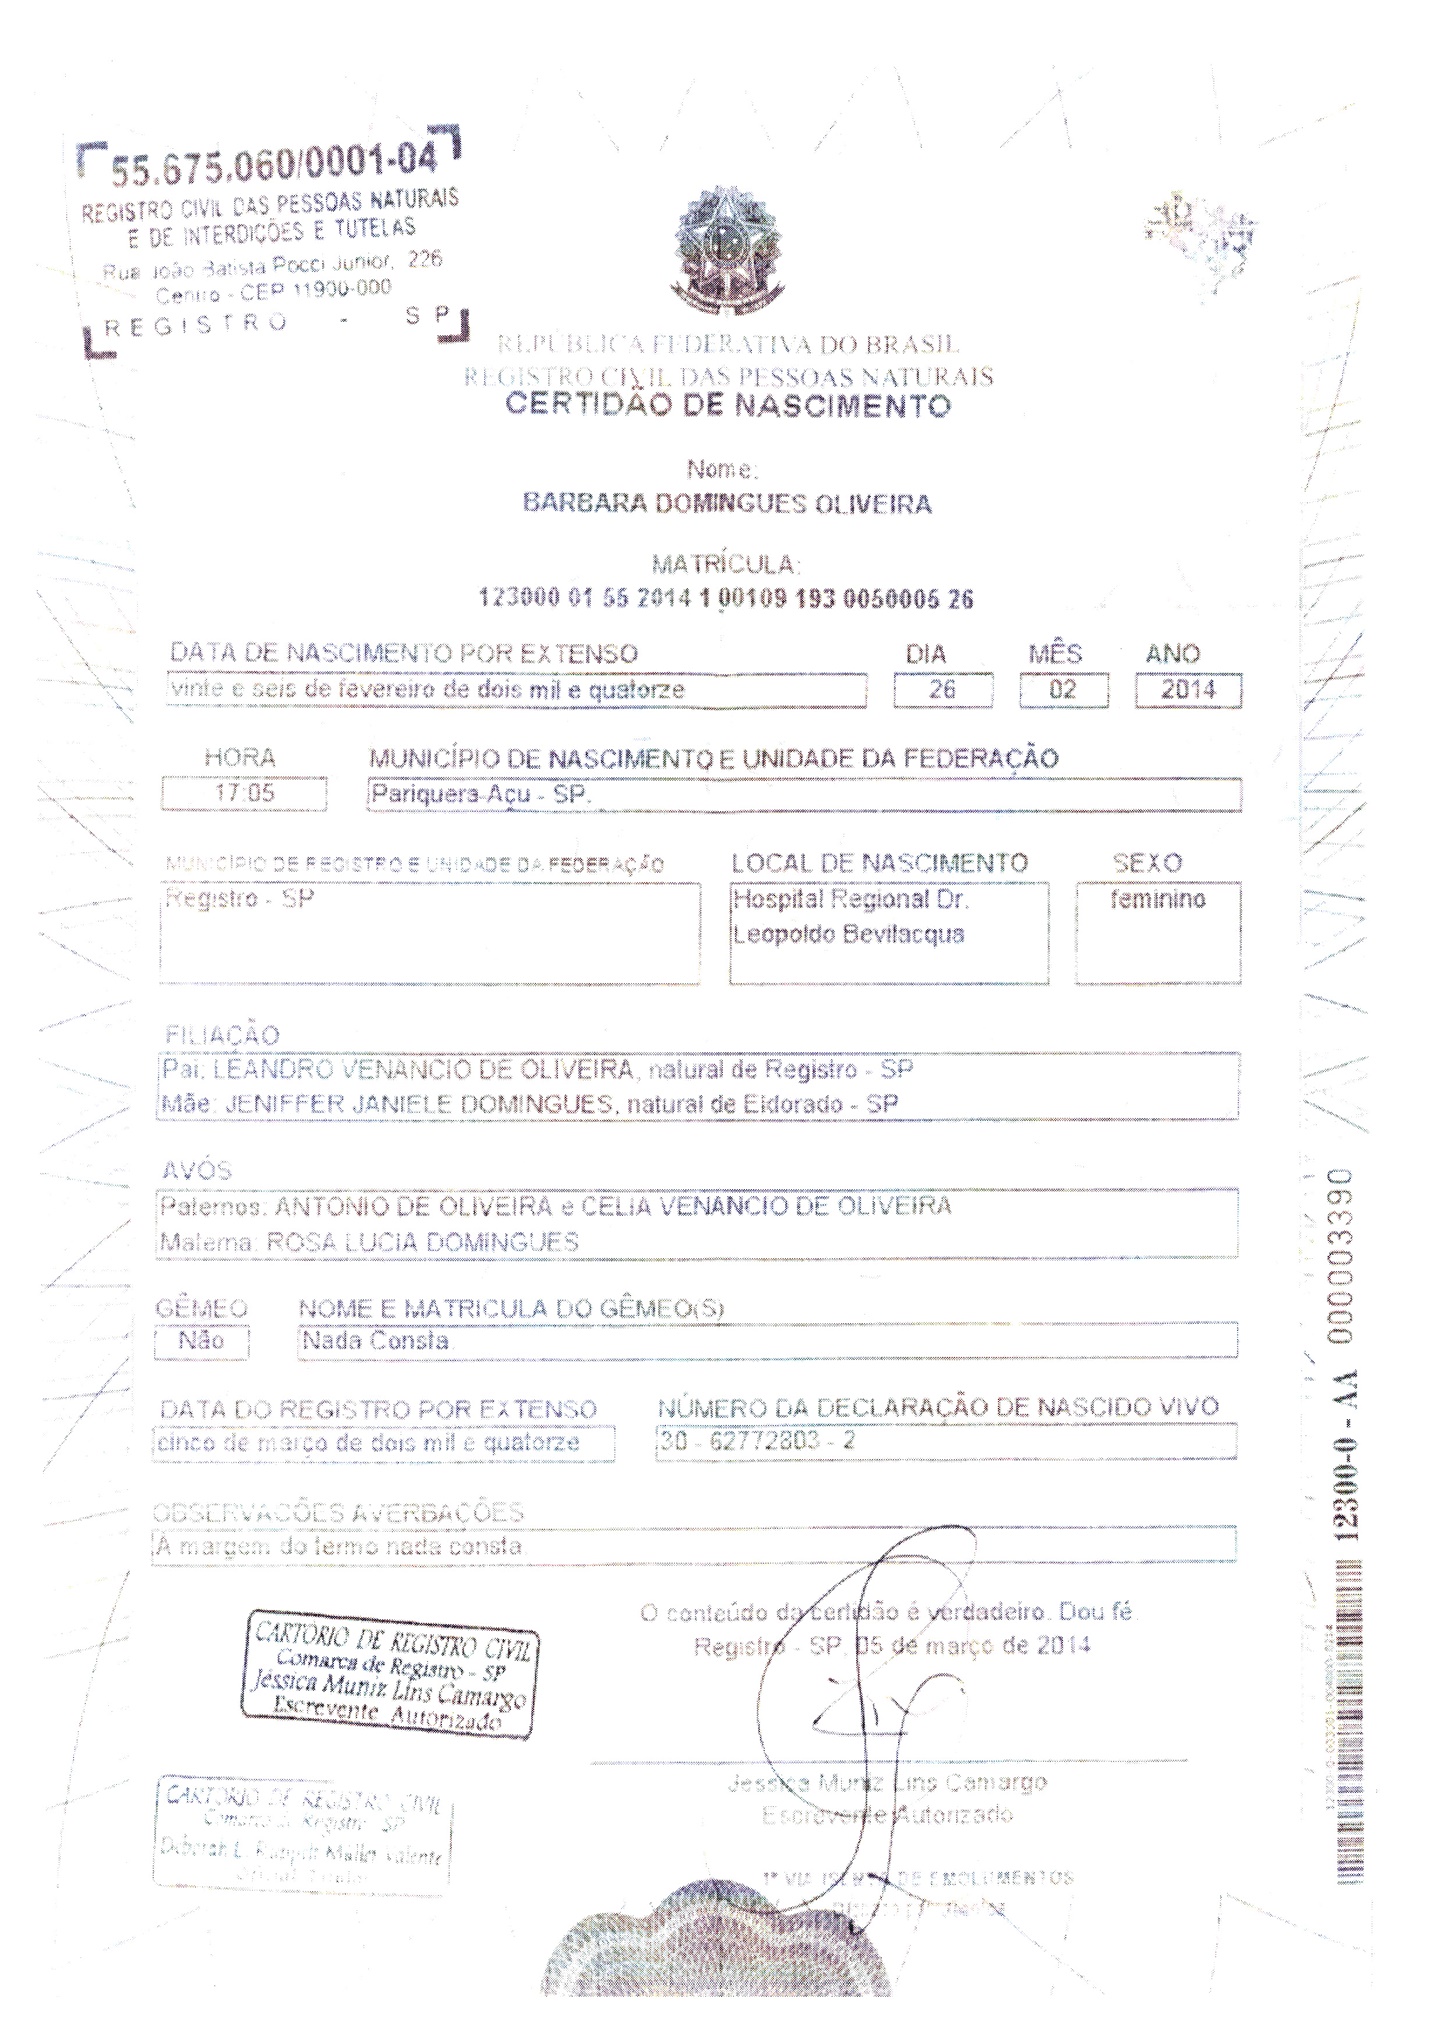 55.675.060/0001-04
REGISTRO CIVIL DAS PESSOAS NATURAIS
E DE INTERDIÇÕES E TUTELAS
Rua João Batista Pocci Junior, 226
Centro - CEP 11900-000
REGISTRO - SP
REPÚBLICA FEDERATIVA DO BRASIL
REGISTRO CIVIL DAS PESSOAS NATURAIS
CERTIDÃO DE NASCIMENTO
Nome:
BARBARA DOMINGUES OLIVEIRA
MATRÍCULA:
123000 01 55 2014 1 00109 193 0050005 26
DATA DE NASCIMENTO POR EXTENSO DIA MÊS ANO
vinte e seis de fevereiro de dois mil e quatorze 26 02 2014
HORA MUNICÍPIO DE NASCIMENTO E UNIDADE DA FEDERAÇÃO
17:05 Pariquera-Açu - SP.
MUNICÍPIO DE REGISTRO E UNIDADE DA FEDERAÇÃO LOCAL DE NASCIMENTO SEXO
Registro - SP Hospital Regional Dr. feminino
Leopoldo Bevilacqua
FILIAÇÃO
Pai: LEANDRO VENANCIO DE OLIVEIRA, natural de Registro - SP
Mãe: JENIFFER JANIELE DOMINGUES, natural de Eldorado - SP
AVÓS
Paternos: ANTONIO DE OLIVEIRA e CELIA VENANCIO DE OLIVEIRA
Materna: ROSA LUCIA DOMINGUES
GÊMEO NOME E MATRICULA DO GÊMEO(S)
Não Nada Consta.
DATA DO REGISTRO POR EXTENSO NÚMERO DA DECLARAÇÃO DE NASCIDO VIVO
cinco de março de dois mil e quatorze 30 - 62772803 - 2
OBSERVAÇÕES AVERBAÇÕES
A margem do termo nada consta
O conteúdo da certidão é verdadeiro. Dou fé.
Registro - SP, 05 de março de 2014
CARTORIO DE REGISTRO CIVIL
Comarca de Registro - SP
Jéssica Muniz Lins Camargo
Escrevente Autorizado
Jessica Muniz Lins Camargo
Escrevente Autorizado
CARTORIO DE REGISTRO CIVIL
Comarca de Registro - SP
Deborah L. Muller Valente
1ª VIA ISENTA DE EMOLUMENTOS
12300-0 - AA 000003390